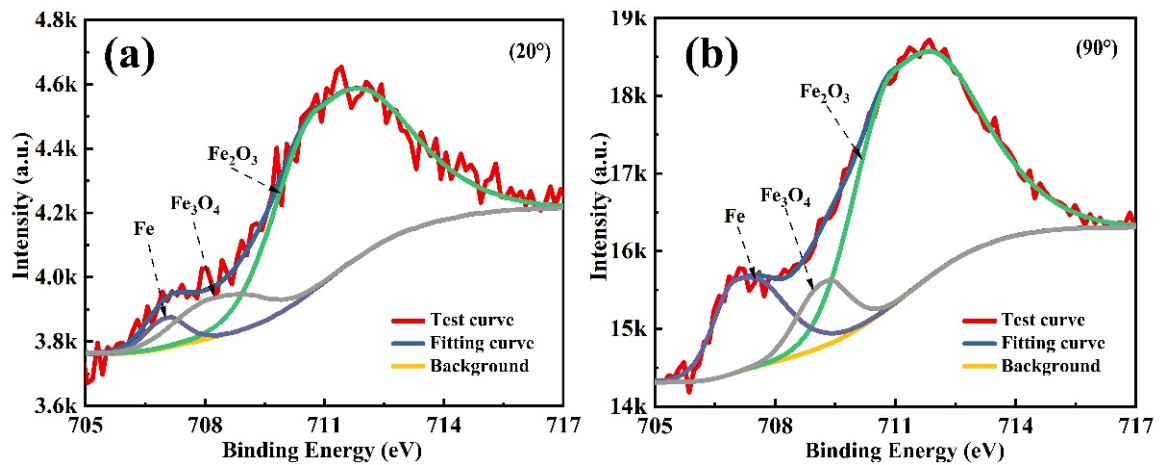 (a)
(20°)
Fe₂O₃
Fe₃O₄
Fe
Test curve
Fitting curve
Background
4.8k
4.6k
4.4k
4.2k
4.0k
3.8k
3.6k
Intensity (a.u.)
705 708 711 714 717
Binding Energy (eV)
(b)
(90°)
Fe₂O₃
Fe₃O₄
Fe
Test curve
Fitting curve
Background
19k
18k
17k
16k
15k
14k
Intensity (a.u.)
705 708 711 714 717
Binding Energy (eV)